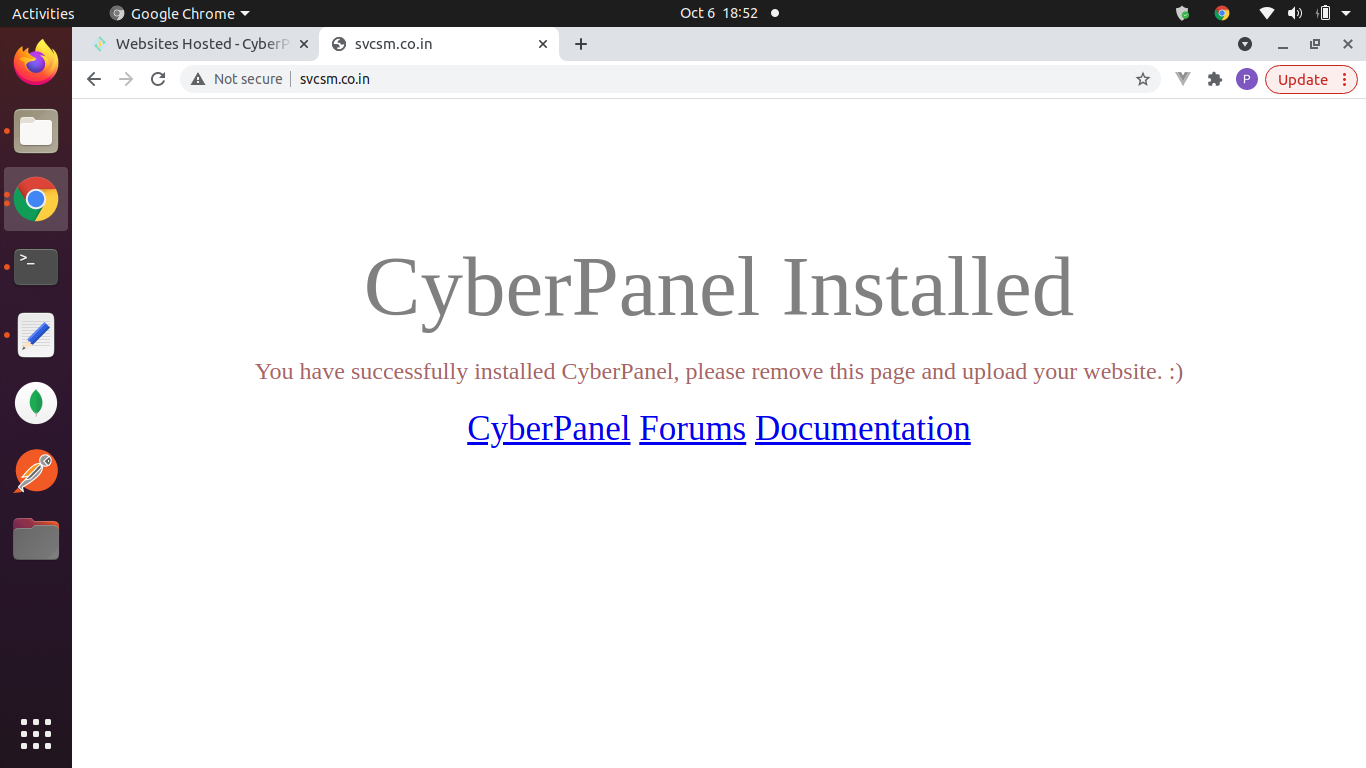 Activities Google Chrome Oct 6 18:52
Websites Hosted - CyberP svcsm.co.in
Not secure svcsm.co.in P Update
>_
CyberPanel Installed
You have successfully installed CyberPanel, please remove this page and upload your website. :)
CyberPanel Forums Documentation